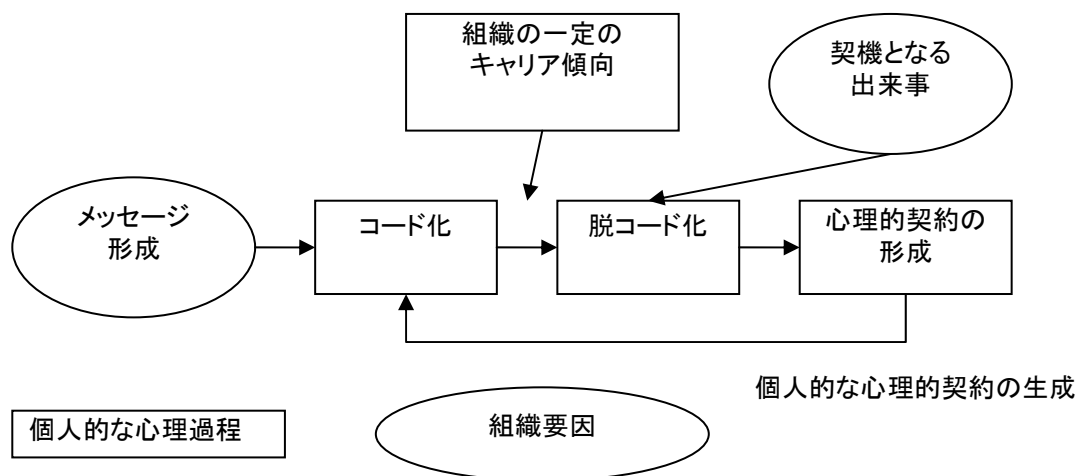 組織の一定の
キャリア傾向
契機となる
出来事
メッセージ
形成
コード化
脱コード化
心理的契約の
形成
個人的な心理的契約の生成
個人的な心理過程
組織要因